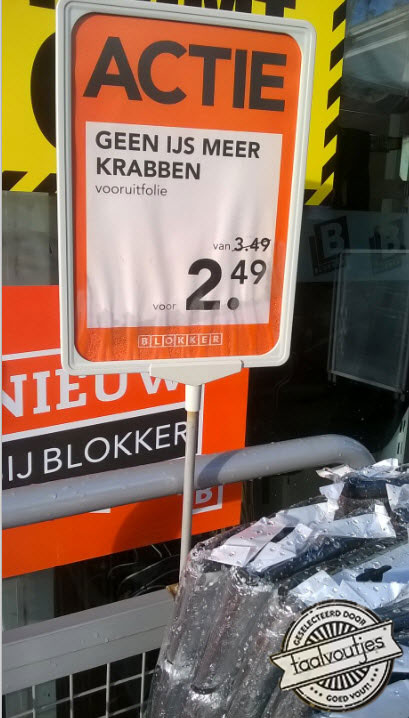 ACTIE
GEEN IJS MEER
KRABBEN
vooruitfolie
van 3.49
voor 2.49
BLOKKER
NIEUW
BIJ BLOKKER
B
B
GESELECTEERD DOOR
taalvoutjes
GOED VOUT!